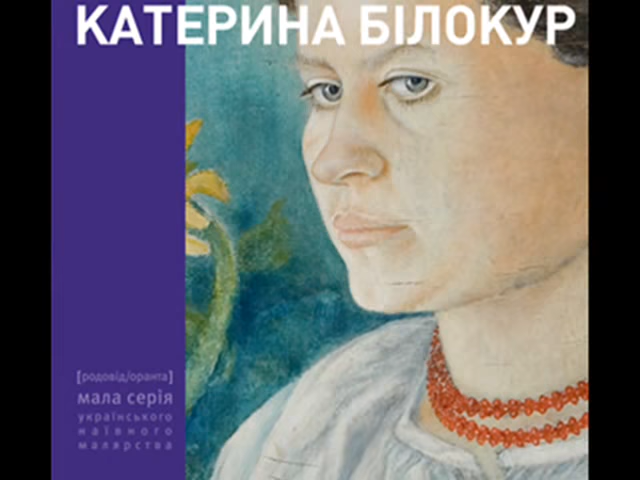 КАТЕРИНА БІЛОКУР
[родовід/оранта]
мала серія
українського
наївного
малярства